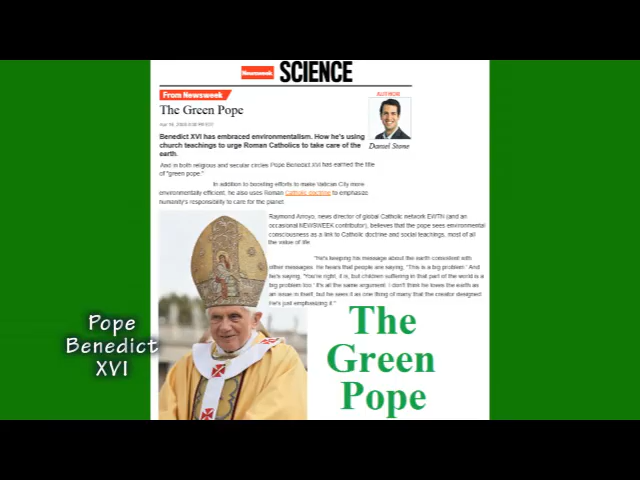 Newsweek SCIENCE
From Newsweek
AUTHOR
The Green Pope
Daniel Stone
Benedict XVI has embraced environmentalism. How he's using
church teachings to urge Roman Catholics to take care of the
earth.
And in both religious and secular circles Pope Benedict XVI has earned the title
of "green pope."
In addition to boosting efforts to make Vatican City more
environmentally efficient, he also uses Roman Catholic doctrine to emphasize
humanity's responsibility to care for the planet
Raymond Arroyo, news director of global Catholic network EWTN (and an
occasional NEWSWEEK contributor), believes that the pope sees environmental
consciousness as a link to Catholic doctrine and social teachings, most of all
the value of life
"He's keeping his message about the earth consistent with
other messages. He hears that people are saying, 'This is a big problem.' And
he's saying, 'You're right, it is, but children suffering in that part of the world is a
big problem too.' It's all the same argument. I don't think he loves the earth as
an issue in itself, but he sees it as one thing of many that the creator designed
He's just emphasizing it."
The
Green
Pope
Pope
Benedict
XVI